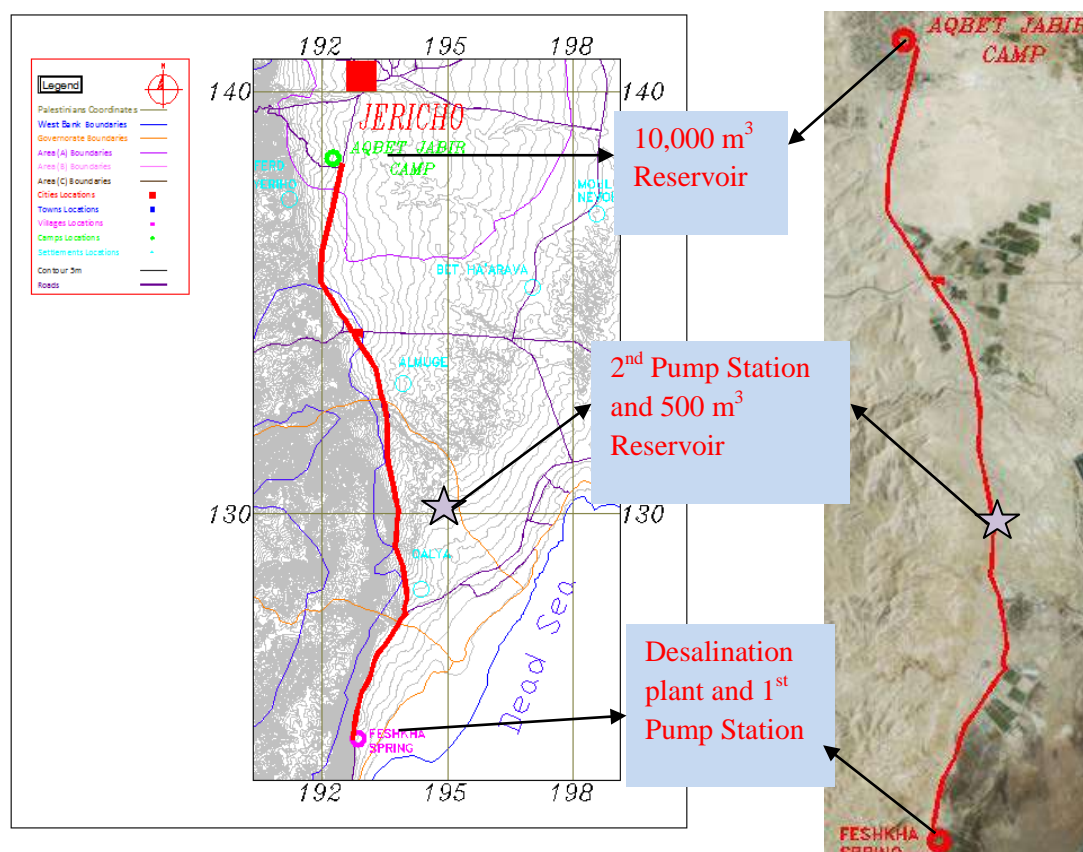 192 195 198
140
140
Legend
N
Palestinians Coordinates
West Bank Boundaries
Governorate Boundaries
Area(A) Boundaries
Area(B) Boundaries
Area(C) Boundaries
Cities Locations
Towns Locations
Villages Locations
Camps Locations
Settlements Locations
Contour 5m
Roads
JERICHO
AQBET JABIR
CAMP
BET HA'ARAVA
ALMUGE
130
130
Dead Sea
FESHKHA
SPRING
192 195 198
10,000 m³
Reservoir
2nd Pump Station
and 500 m³
Reservoir
Desalination
plant and 1st
Pump Station
AQBET JABIR
CAMP
FESHKHA
SPRING